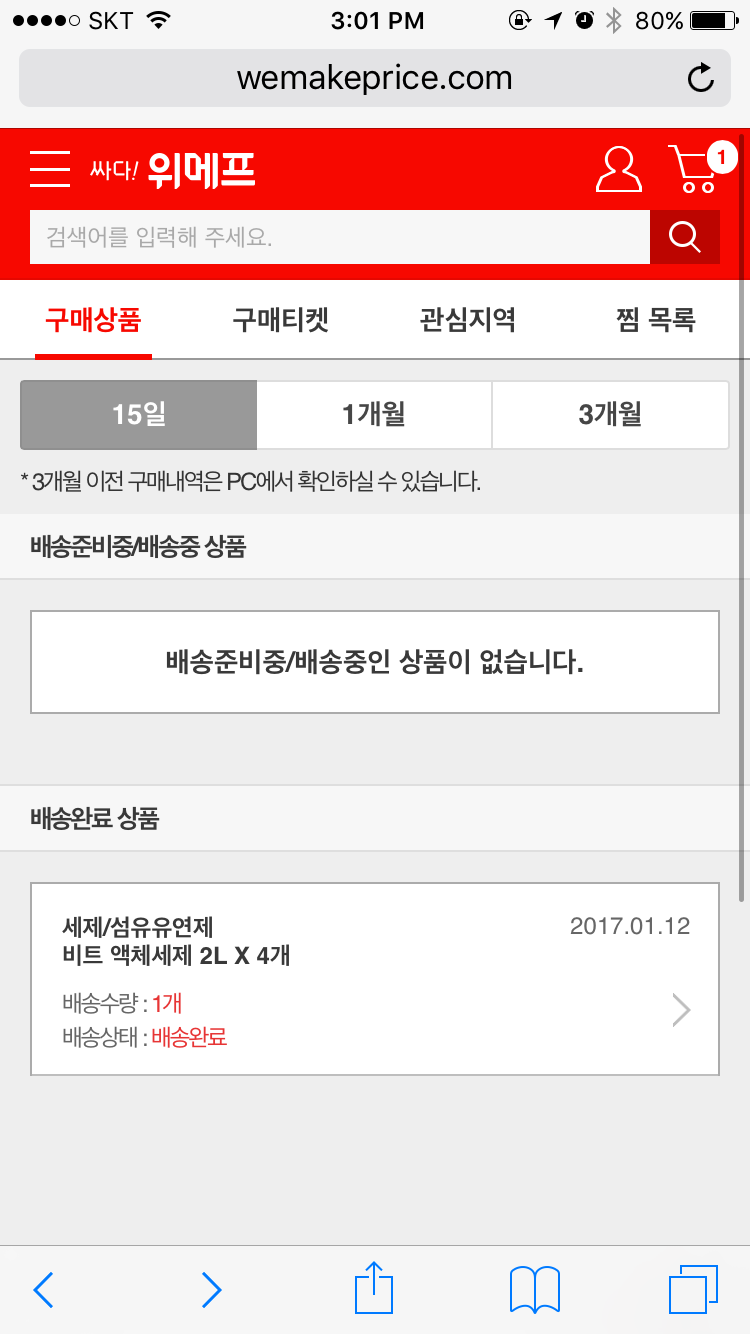 SKT 3:01 PM 80%
wemakeprice.com
싸다! 위메프 1
검색어를 입력해 주세요.
구매상품 구매티켓 관심지역 찜 목록
15일 1개월 3개월
* 3개월 이전 구매내역은 PC에서 확인하실 수 있습니다.
배송준비중/배송중 상품
배송준비중/배송중인 상품이 없습니다.
배송완료 상품
세제/섬유유연제 2017.01.12
비트 액체세제 2L X 4개
배송수량 : 1개
배송상태 : 배송완료